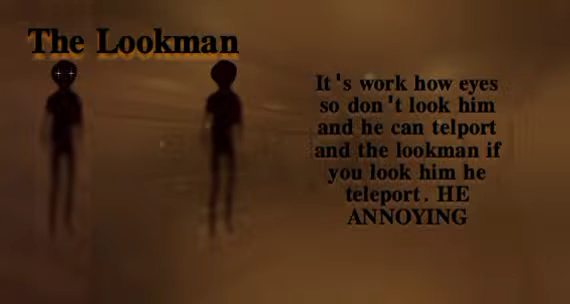 The Lookman
It's work how eyes
so don't look him
and he can telport
and the lookman if
you look him he
teleport. HE
ANNOYING